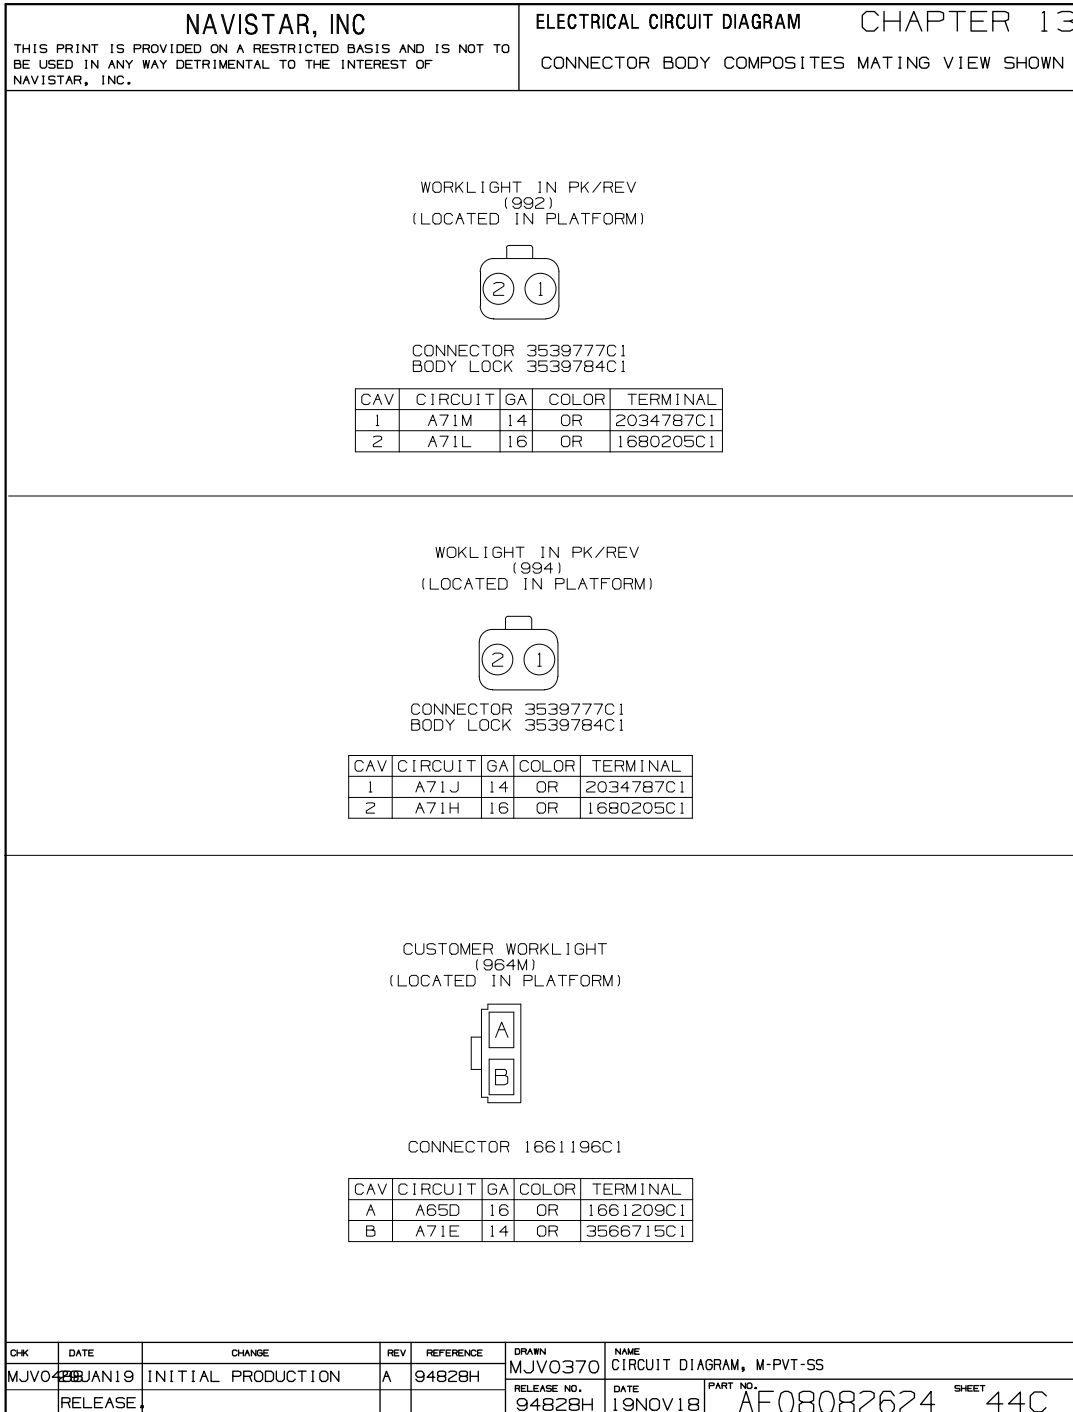 NAVISTAR, INC
THIS PRINT IS PROVIDED ON A RESTRICTED BASIS AND IS NOT TO
BE USED IN ANY WAY DETRIMENTAL TO THE INTEREST OF
NAVISTAR, INC.
ELECTRICAL CIRCUIT DIAGRAM CHAPTER 13
CONNECTOR BODY COMPOSITES MATING VIEW SHOWN
WORKLIGHT IN PK/REV
(992)
(LOCATED IN PLATFORM)
2 1
CONNECTOR 3539777C1
BODY LOCK 3539784C1
CAV CIRCUIT GA COLOR TERMINAL
1 A71M 14 OR 2034787C1
2 A71L 16 OR 1680205C1
WOKLIGHT IN PK/REV
(994)
(LOCATED IN PLATFORM)
2 1
CONNECTOR 3539777C1
BODY LOCK 3539784C1
CAV CIRCUIT GA COLOR TERMINAL
1 A71J 14 OR 2034787C1
2 A71H 16 OR 1680205C1
CUSTOMER WORKLIGHT
(964M)
(LOCATED IN PLATFORM)
A
B
CONNECTOR 1661196C1
CAV CIRCUIT GA COLOR TERMINAL
A A65D 16 OR 1661209C1
B A71E 14 OR 3566715C1
CHK DATE CHANGE REV REFERENCE
INITIAL PRODUCTION A 94828H
RELEASE.
DRAWN
MJV0370
NAME
CIRCUIT DIAGRAM, M-PVT-SS
RELEASE NO.
94828H
DATE
19NOV18
PART NO.
AF08082624
SHEET
44C